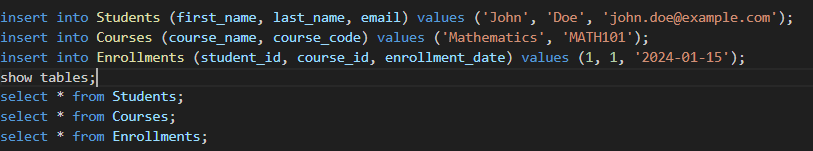 insert into Students (first_name, last_name, email) values ('John', 'Doe', 'john.doe@example.com');
insert into Courses (course_name, course_code) values ('Mathematics', 'MATH101');
insert into Enrollments (student_id, course_id, enrollment_date) values (1, 1, '2024-01-15');
show tables;
select * from Students;
select * from Courses;
select * from Enrollments;